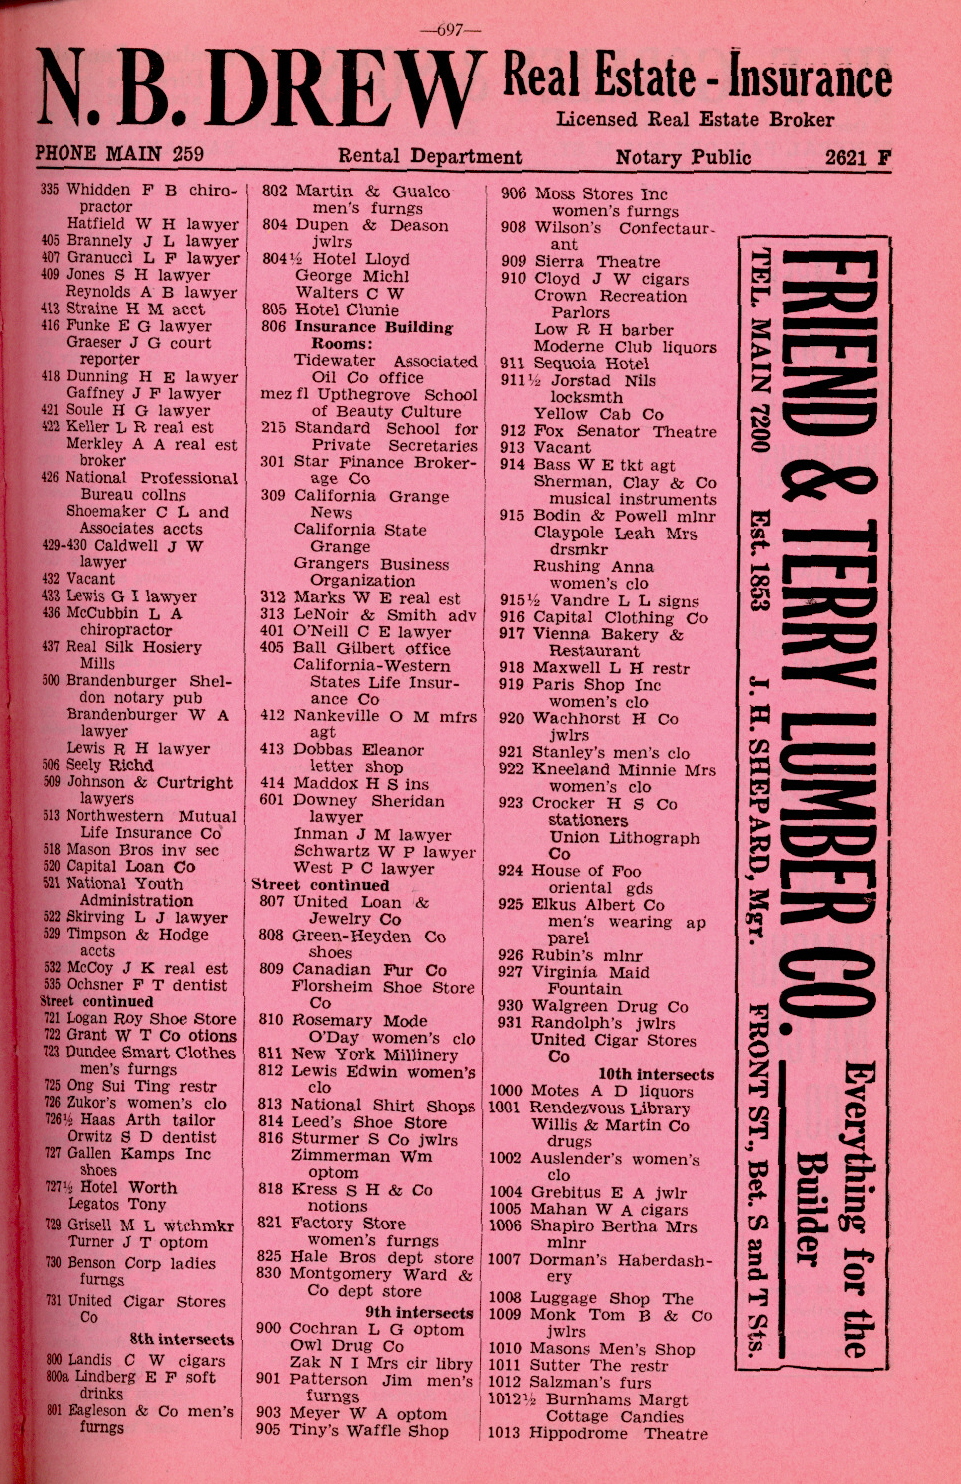 —697—
N. B. DREW Real Estate - Insurance
Licensed Real Estate Broker
PHONE MAIN 259 Rental Department Notary Public 2621 F
335 Whidden F B chiro-
practor
Hatfield W H lawyer
405 Brannely J L lawyer
407 Granucci L F lawyer
409 Jones S H lawyer
Reynolds A B lawyer
413 Straine H M acct
416 Funke E G lawyer
Graeser J G court
reporter
418 Dunning H E lawyer
Gaffney J F lawyer
421 Soule H G lawyer
422 Keller L R real est
Merkley A A real est
broker
426 National Professional
Bureau collns
Shoemaker C L and
Associates accts
429-430 Caldwell J W
lawyer
432 Vacant
433 Lewis G I lawyer
436 McCubbin L A
chiropractor
437 Real Silk Hosiery
Mills
500 Brandenburger Shel-
don notary pub
Brandenburger W A
lawyer
Lewis R H lawyer
506 Seely Richd
509 Johnson & Curtright
lawyers
513 Northwestern Mutual
Life Insurance Co
518 Mason Bros inv sec
520 Capital Loan Co
521 National Youth
Administration
522 Skirving L J lawyer
529 Timpson & Hodge
accts
532 McCoy J K real est
535 Ochsner F T dentist
Street continued
721 Logan Roy Shoe Store
722 Grant W T Co otions
723 Dundee Smart Clothes
men's furngs
725 Ong Sui Ting restr
726 Zukor's women's clo
726½ Haas Arth tailor
Orwitz S D dentist
727 Gallen Kamps Inc
shoes
727½ Hotel Worth
Legatos Tony
729 Grisell M L wtchmkr
Turner J T optom
730 Benson Corp ladies
furngs
731 United Cigar Stores
Co
8th intersects
800 Landis C W cigars
800a Lindberg E F soft
drinks
801 Eagleson & Co men's
furngs
802 Martin & Gualco
men's furngs
804 Dupen & Deason
jwlrs
804½ Hotel Lloyd
George Michl
Walters C W
805 Hotel Clunie
806 Insurance Building
Rooms:
Tidewater Associated
Oil Co office
mez fl Upthegrove School
of Beauty Culture
215 Standard School for
Private Secretaries
301 Star Finance Broker-
age Co
309 California Grange
News
California State
Grange
Grangers Business
Organization
312 Marks W E real est
313 LeNoir & Smith adv
401 O'Neill C E lawyer
405 Ball Gilbert office
California-Western
States Life Insur-
ance Co
412 Nankeville O M mfrs
agt
413 Dobbas Eleanor
letter shop
414 Maddox H S ins
601 Downey Sheridan
lawyer
Inman J M lawyer
Schwartz W P lawyer
West P C lawyer
Street continued
807 United Loan &
Jewelry Co
808 Green-Heyden Co
shoes
809 Canadian Fur Co
Florsheim Shoe Store
Co
810 Rosemary Mode
O'Day women's clo
811 New York Millinery
812 Lewis Edwin women's
clo
813 National Shirt Shops
814 Leed's Shoe Store
816 Sturmer S Co jwlrs
Zimmerman Wm
optom
818 Kress S H & Co
notions
821 Factory Store
women's furngs
825 Hale Bros dept store
830 Montgomery Ward &
Co dept store
9th intersects
900 Cochran L G optom
Owl Drug Co
Zak N I Mrs cir libry
901 Patterson Jim men's
furngs
903 Meyer W A optom
905 Tiny's Waffle Shop
906 Moss Stores Inc
women's furngs
908 Wilson's Confectaur-
ant
909 Sierra Theatre
910 Cloyd J W cigars
Crown Recreation
Parlors
Low R H barber
Moderne Club liquors
911 Sequoia Hotel
911½ Jorstad Nils
locksmth
Yellow Cab Co
912 Fox Senator Theatre
913 Vacant
914 Bass W E tkt agt
Sherman, Clay & Co
musical instruments
915 Bodin & Powell mlnr
Claypole Leah Mrs
drsmkr
Rushing Anna
women's clo
915½ Vandre L L signs
916 Capital Clothing Co
917 Vienna Bakery &
Restaurant
918 Maxwell L H restr
919 Paris Shop Inc
women's clo
920 Wachhorst H Co
jwlrs
921 Stanley's men's clo
922 Kneeland Minnie Mrs
women's clo
923 Crocker H S Co
stationers
Union Lithograph
Co
924 House of Foo
oriental gds
925 Elkus Albert Co
men's wearing ap
parel
926 Rubin's mlnr
927 Virginia Maid
Fountain
930 Walgreen Drug Co
931 Randolph's jwlrs
United Cigar Stores
Co
10th intersects
1000 Motes A D liquors
1001 Rendezvous Library
Willis & Martin Co
drugs
1002 Auslender's women's
clo
1004 Grebitus E A jwlr
1005 Mahan W A cigars
1006 Shapiro Bertha Mrs
mlnr
1007 Dorman's Haberdash-
ery
1008 Luggage Shop The
1009 Monk Tom B & Co
jwlrs
1010 Masons Men's Shop
1011 Sutter The restr
1012 Salzman's furs
1012½ Burnhams Margt
Cottage Candies
1013 Hippodrome Theatre
FRIEND & TERRY LUMBER CO.
Everything for the
Builder
TEL. MAIN 7200 Est. 1853 J. H. SHEPARD, Mgr. FRONT ST., Bet. S and T Sts.